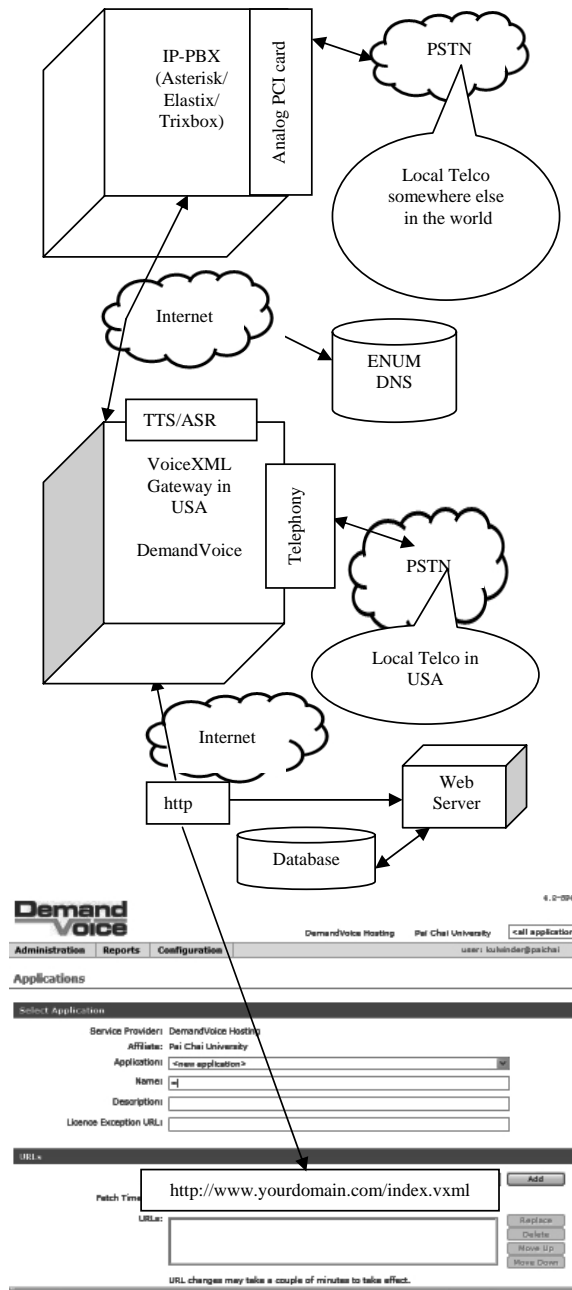 IP-PBX
(Asterisk/
Elastix/
Trixbox)
Analog PCI card
PSTN
Local Telco
somewhere else
in the world
Internet
ENUM
DNS
TTS/ASR
VoiceXML
Gateway in
USA
DemandVoice
Telephony
PSTN
Local Telco in
USA
Internet
http
Web
Server
Database
Demand
Voice
DemandVoice Hosting Pai Chai University <all application
Administration Reports Configuration
Applications
Select Application
Service Provider: DemandVoice Hosting
Affiliate: Pai Chai University
Application: <new application>
Name:
Description:
Licence Exception URL:
URLs
Add
http://www.yourdomain.com/index.vxml
Fetch Time
URLs:
Replace
Delete
Move Up
Move Down
URL changes may take a couple of minutes to take effect.